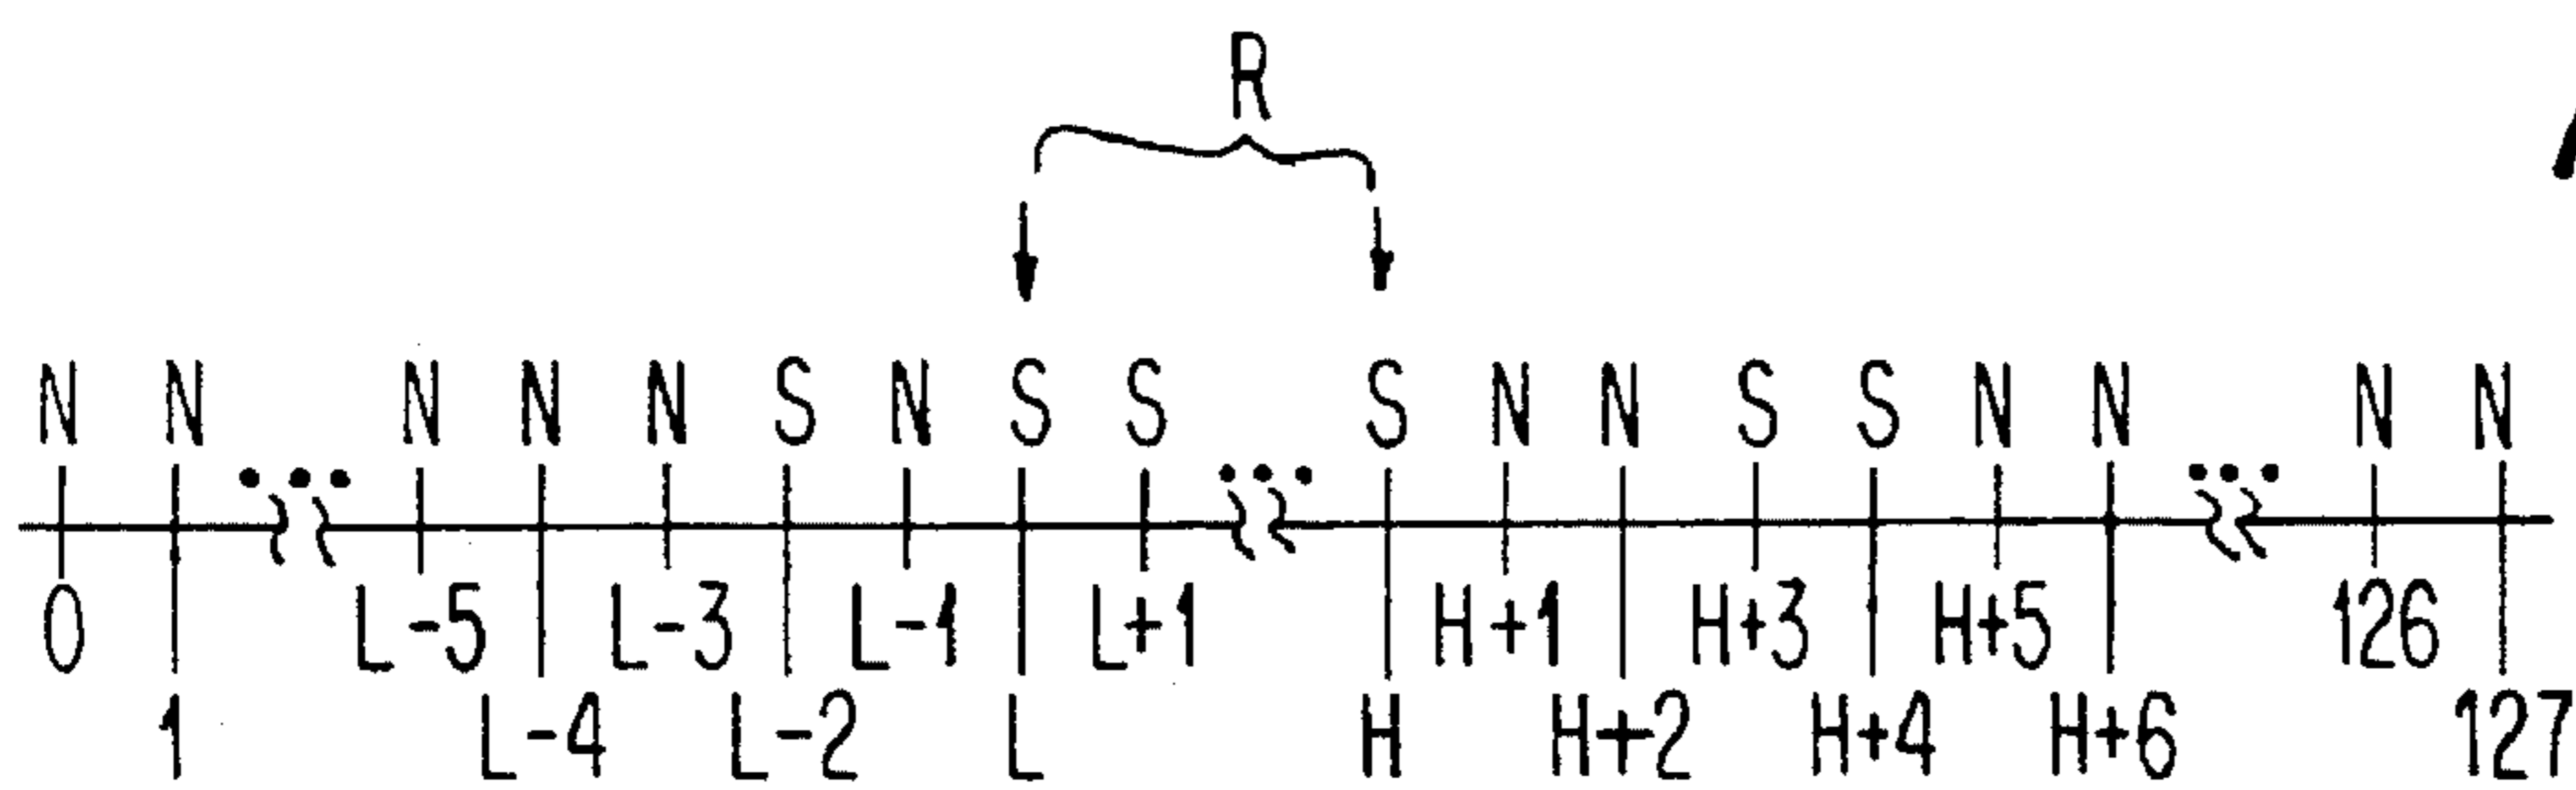 R
N N ... N N N S N S S ... S N N S S N N ... N N
0 L-5 L-3 L-1 L+1 H+1 H+3 H+5 126
1 L-4 L-2 L H H+2 H+4 H+6 127